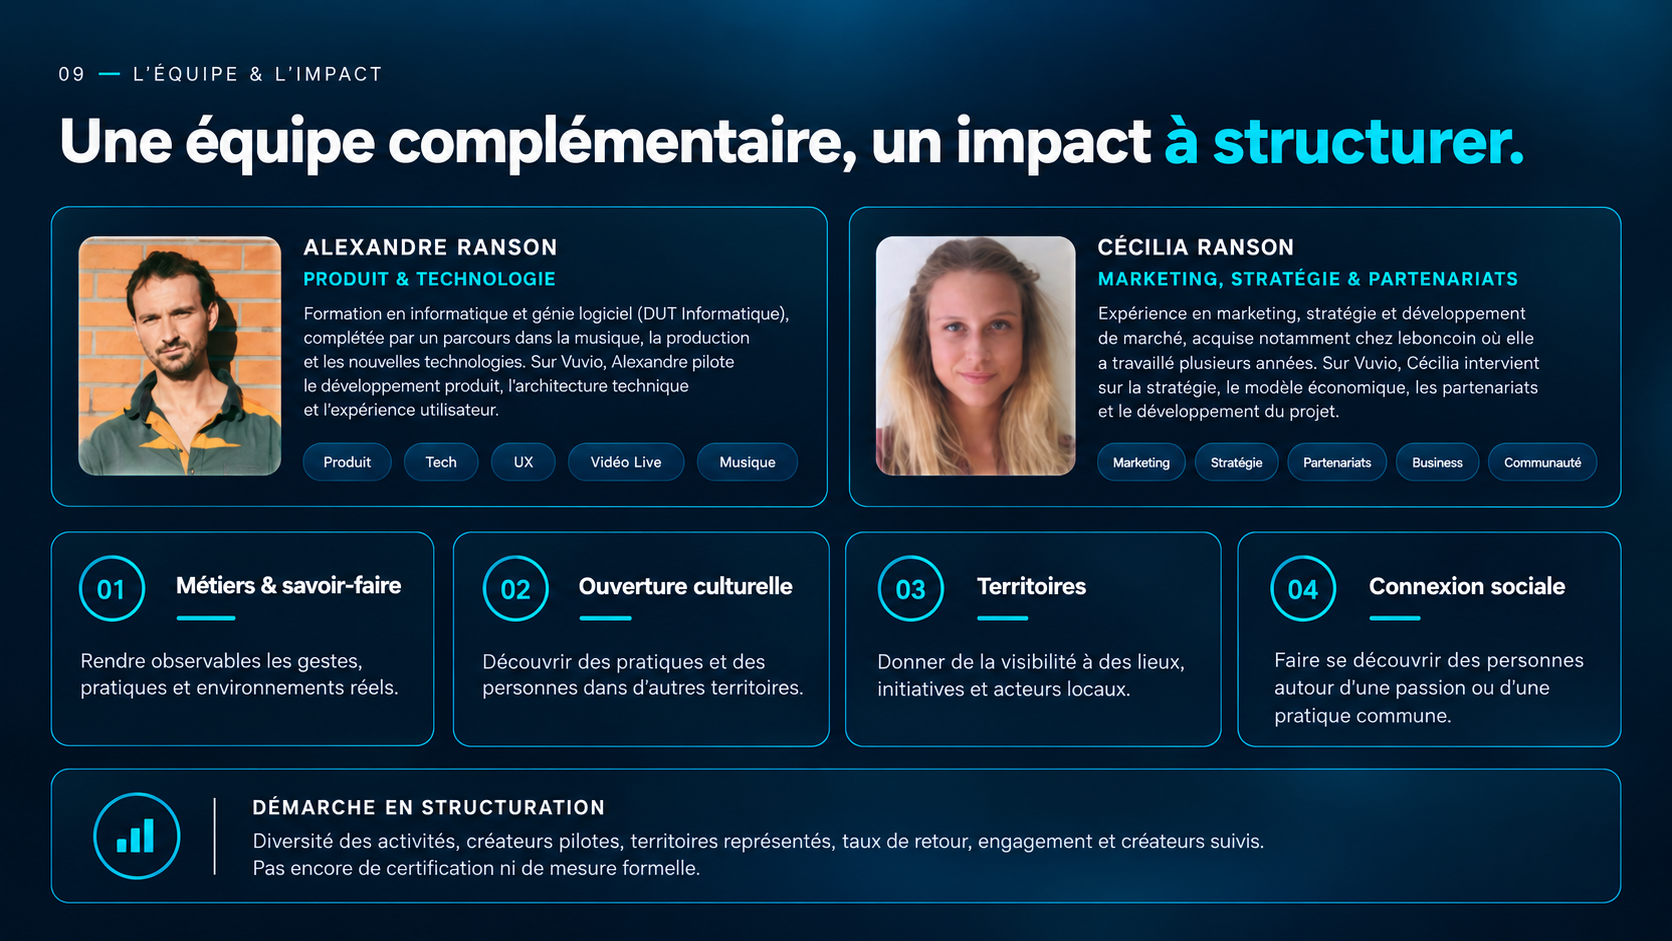 09 — L'ÉQUIPE & L'IMPACT
Une équipe complémentaire, un impact à structurer.
ALEXANDRE RANSON
PRODUIT & TECHNOLOGIE
Formation en informatique et génie logiciel (DUT Informatique),
complétée par un parcours dans la musique, la production
et les nouvelles technologies. Sur Vuvio, Alexandre pilote
le développement produit, l'architecture technique
et l'expérience utilisateur.
Produit Tech UX Vidéo Live Musique
CÉCILIA RANSON
MARKETING, STRATÉGIE & PARTENARIATS
Expérience en marketing, stratégie et développement
de marché, acquise notamment chez leboncoin où elle
a travaillé plusieurs années. Sur Vuvio, Cécilia intervient
sur la stratégie, le modèle économique, les partenariats
et le développement du projet.
Marketing Stratégie Partenariats Business Communauté
01 Métiers & savoir-faire
Rendre observables les gestes,
pratiques et environnements réels.
02 Ouverture culturelle
Découvrir des pratiques et des
personnes dans d'autres territoires.
03 Territoires
Donner de la visibilité à des lieux,
initiatives et acteurs locaux.
04 Connexion sociale
Faire se découvrir des personnes
autour d'une passion ou d'une
pratique commune.
DÉMARCHE EN STRUCTURATION
Diversité des activités, créateurs pilotes, territoires représentés, taux de retour, engagement et créateurs suivis.
Pas encore de certification ni de mesure formelle.